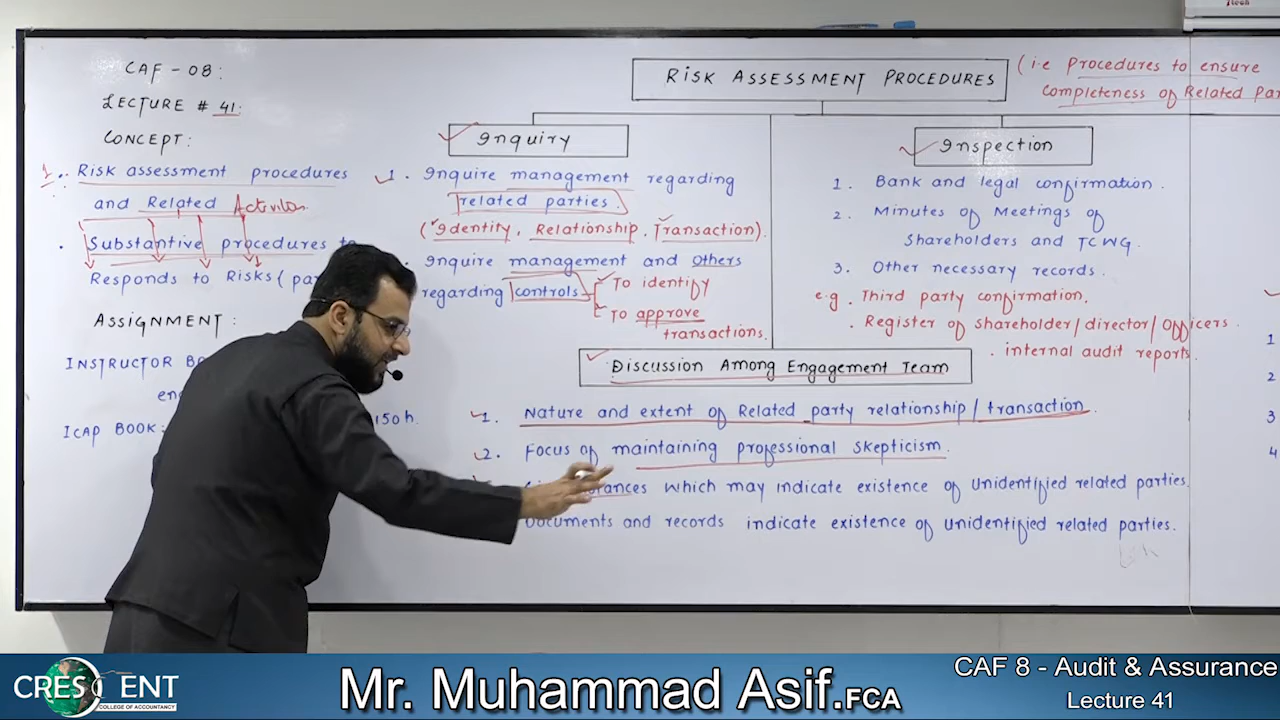 CAF - 08:
LECTURE # 41:
CONCEPT:
1. Risk assessment procedures
and Related
Substantive procedures to
Responds to Risks (
ASSIGNMENT:
INSTRUCTOR
ICAP BOOK:
RISK ASSESSMENT PROCEDURES
(i.e Procedures to ensure
completeness of Related
Inquiry
1. Inquire management regarding
related parties.
(Identity, Relationship, Transaction).
Inquire management and others
regarding controls
To identify
To approve
transactions.
Inspection
1. Bank and legal confirmation.
2. Minutes of Meetings of
Shareholders and TCWG.
3. Other necessary records.
e.g. Third party confirmation.
. Register of shareholder/director/officers.
. internal audit reports.
1
2
3
4
Discussion Among Engagement Team
1. Nature and extent of Related party relationship/transaction.
2. Focus of maintaining professional skepticism.
which may indicate existence of unidentified related parties.
Documents and records indicate existence of unidentified related parties.
CRESCENT
COLLEGE OF ACCOUNTANCY
Mr. Muhammad Asif.FCA
CAF 8 - Audit & Assurance
Lecture 41